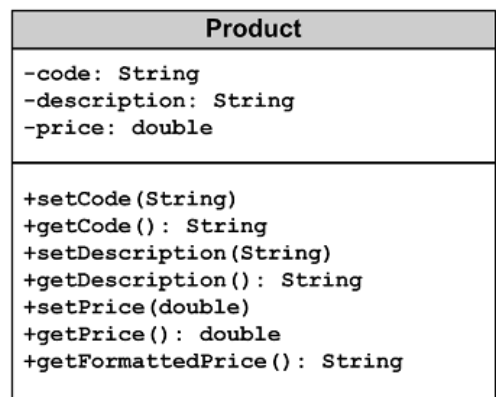 Product
-code: String
-description: String
-price: double
+setCode(String)
+getCode(): String
+setDescription(String)
+getDescription(): String
+setPrice(double)
+getPrice(): double
+getFormattedPrice(): String